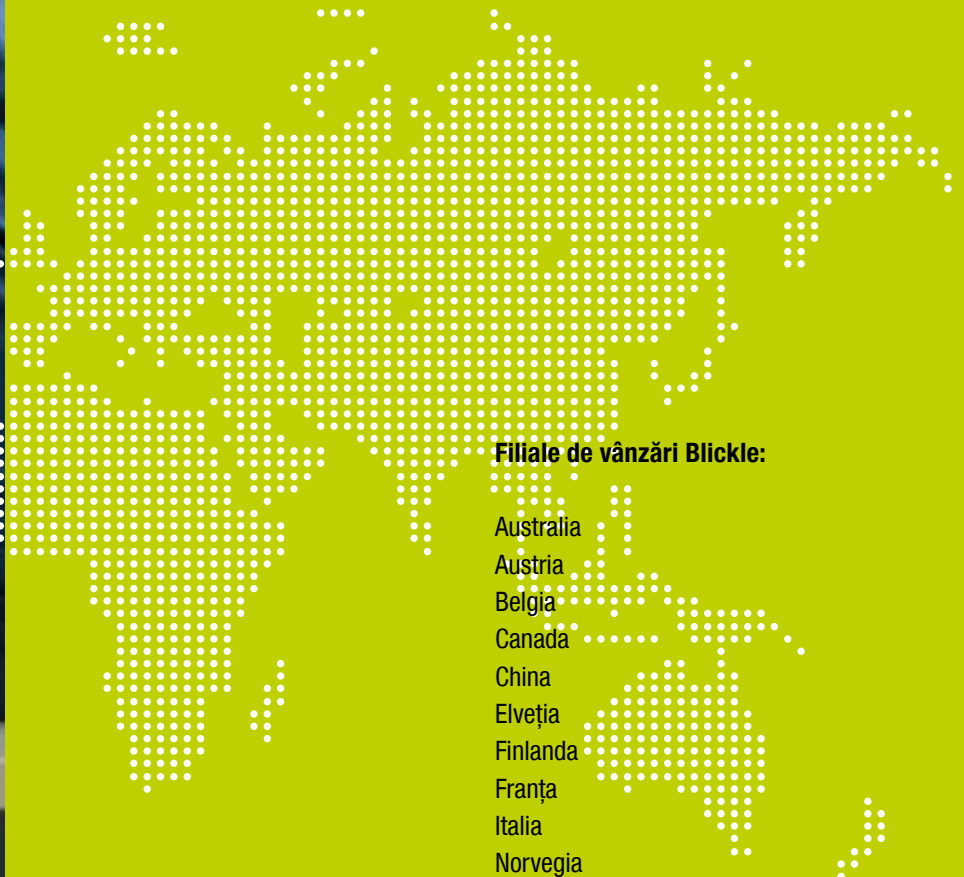 Filiale de vânzări Blickle:
Australia
Austria
Belgia
Canada
China
Elveția
Finlanda
Franța
Italia
Norvegia